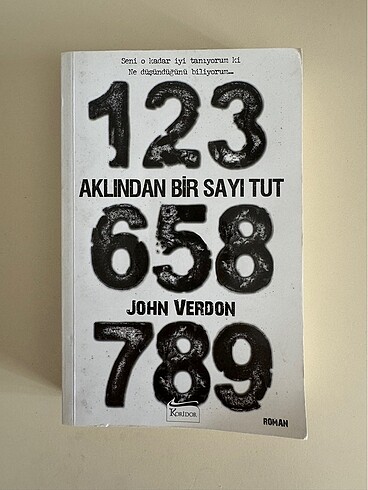 Seni o kadar iyi tanıyorum ki
Ne düşündüğünü biliyorum...
123
AKLINDAN BİR SAYI TUT
658
JOHN VERDON
789
KORİDOR
ROMAN